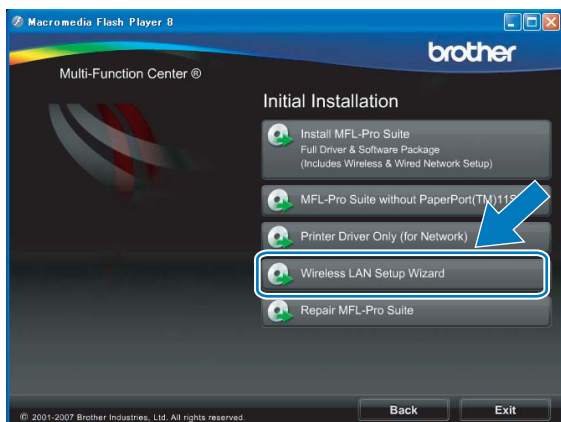 Macromedia Flash Player 8
brother
Multi-Function Center ®
Initial Installation
Install MFL-Pro Suite
Full Driver & Software Package
(Includes Wireless & Wired Network Setup)
MFL-Pro Suite without PaperPort(TM)11SE
Printer Driver Only (for Network)
Wireless LAN Setup Wizard
Repair MFL-Pro Suite
© 2001-2007 Brother Industries, Ltd. All rights reserved.
Back
Exit